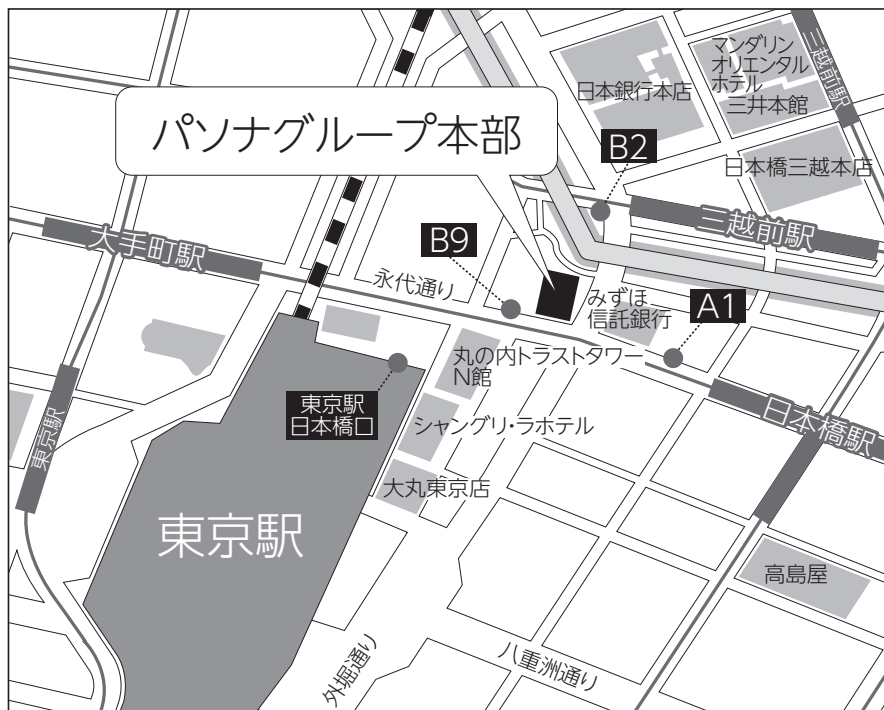 マンダリン
オリエンタル
ホテル
三井本館
三越前駅
日本銀行本店
パソナグループ本部
B2
日本橋三越本店
三越前駅
大手町駅
B9
永代通り
みずほ
信託銀行
A1
丸の内トラストタワー
N館
東京駅
日本橋口
シャングリ・ラホテル
日本橋駅
東京駅
大丸東京店
東京駅
高島屋
外堀通り
八重洲通り